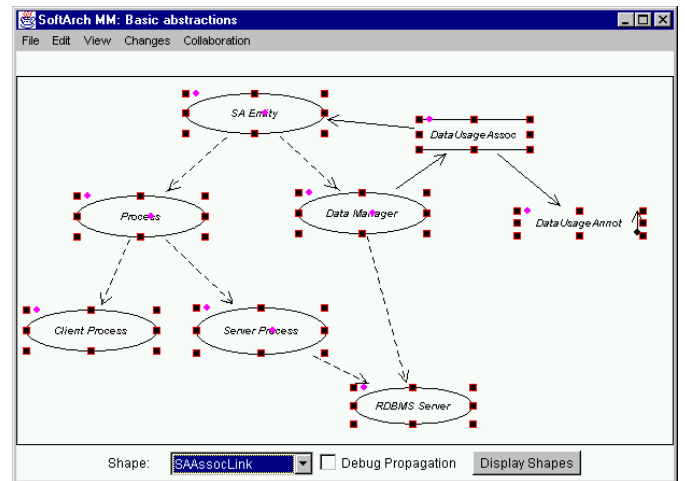 SoftArch MM: Basic abstractions
File Edit View Changes Collaboration
SA Entity
DataUsageAssoc
Process
Data Manager
DataUsageAnnot
Client Process
Server Process
RDBMS Server
Shape: SAAssocLink Debug Propagation Display Shapes